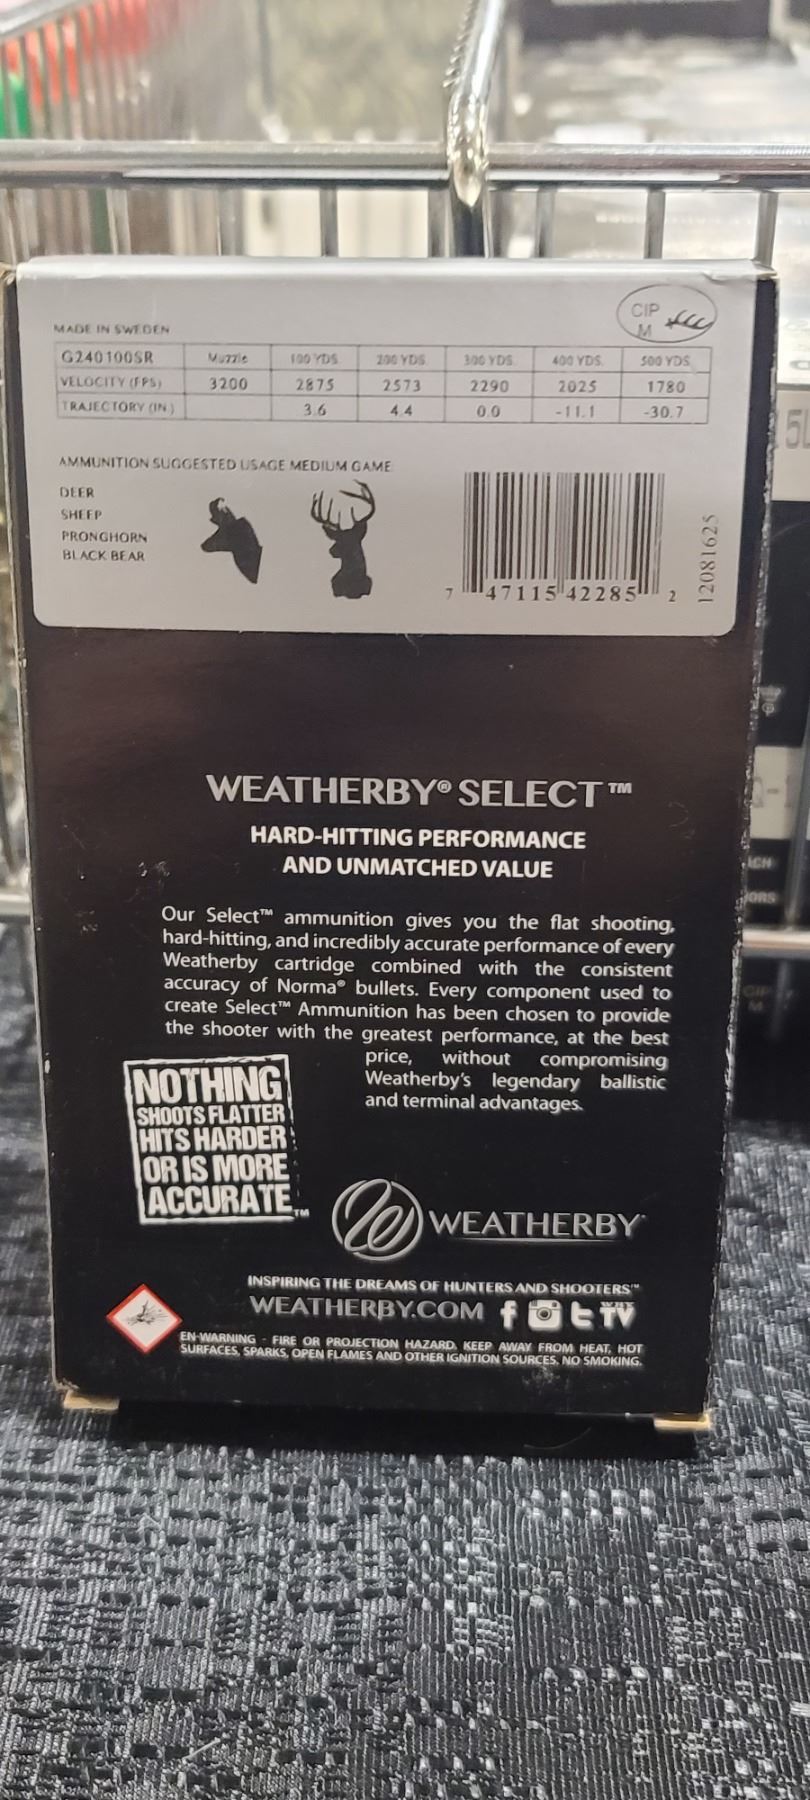 CIP
M
MADE IN SWEDEN
G240100SR Muzzle 100 YDS 200 YDS. 300 YDS. 400 YDS. 500 YDS
VELOCITY (FPS) 3200 2875 2573 2290 2025 1780
TRAJECTORY (IN.) 3.6 4.4 0.0 -11.1 -30.7
AMMUNITION SUGGESTED USAGE MEDIUM GAME
DEER
SHEEP
PRONGHORN
BLACK BEAR
7 47115 42285 2
12081625
WEATHERBY® SELECT™
HARD-HITTING PERFORMANCE
AND UNMATCHED VALUE
Our Select™ ammunition gives you the flat shooting,
hard-hitting, and incredibly accurate performance of every
Weatherby cartridge combined with the consistent
accuracy of Norma® bullets. Every component used to
create Select™ Ammunition has been chosen to provide
the shooter with the greatest performance, at the best
price, without compromising
Weatherby's legendary ballistic
and terminal advantages.
NOTHING
SHOOTS FLATTER
HITS HARDER
OR IS MORE
ACCURATE™
WEATHERBY
INSPIRING THE DREAMS OF HUNTERS AND SHOOTERS™
WEATHERBY.COM f t WBY TV
EN-WARNING - FIRE OR PROJECTION HAZARD. KEEP AWAY FROM HEAT, HOT
SURFACES, SPARKS, OPEN FLAMES AND OTHER IGNITION SOURCES. NO SMOKING.